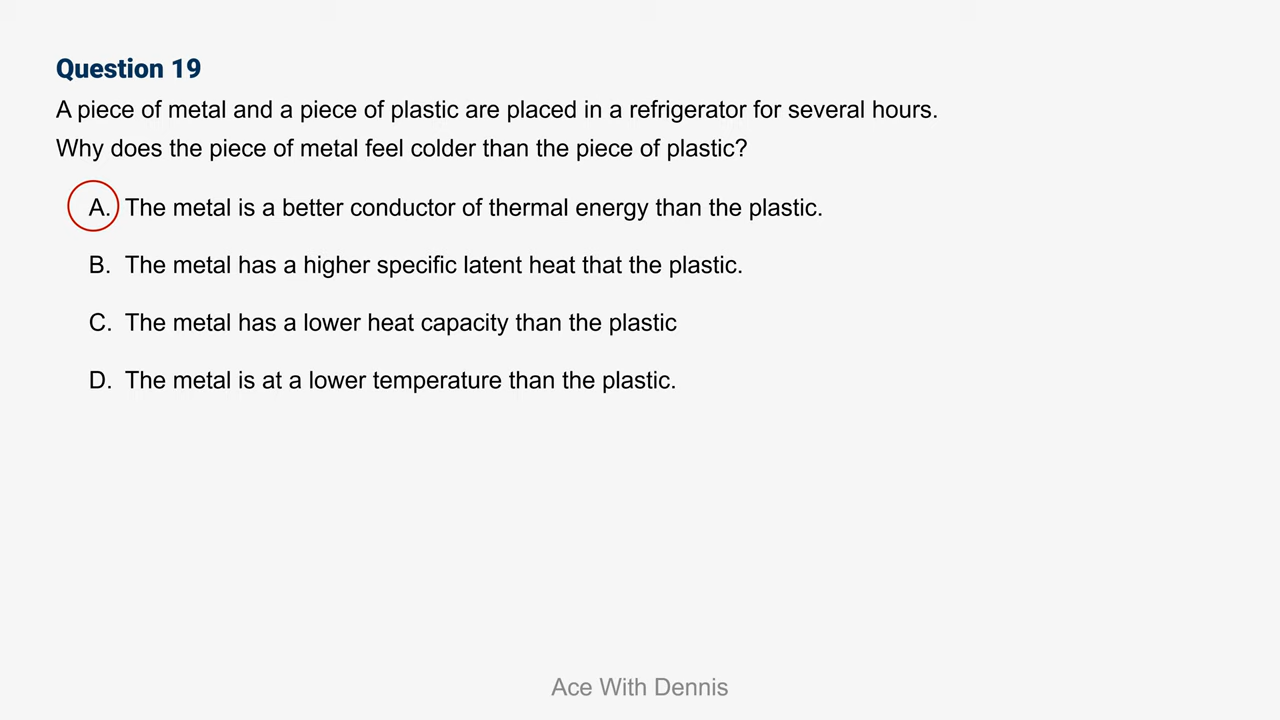 Question 19
A piece of metal and a piece of plastic are placed in a refrigerator for several hours.
Why does the piece of metal feel colder than the piece of plastic?
A. The metal is a better conductor of thermal energy than the plastic.
B. The metal has a higher specific latent heat that the plastic.
C. The metal has a lower heat capacity than the plastic
D. The metal is at a lower temperature than the plastic.
Ace With Dennis